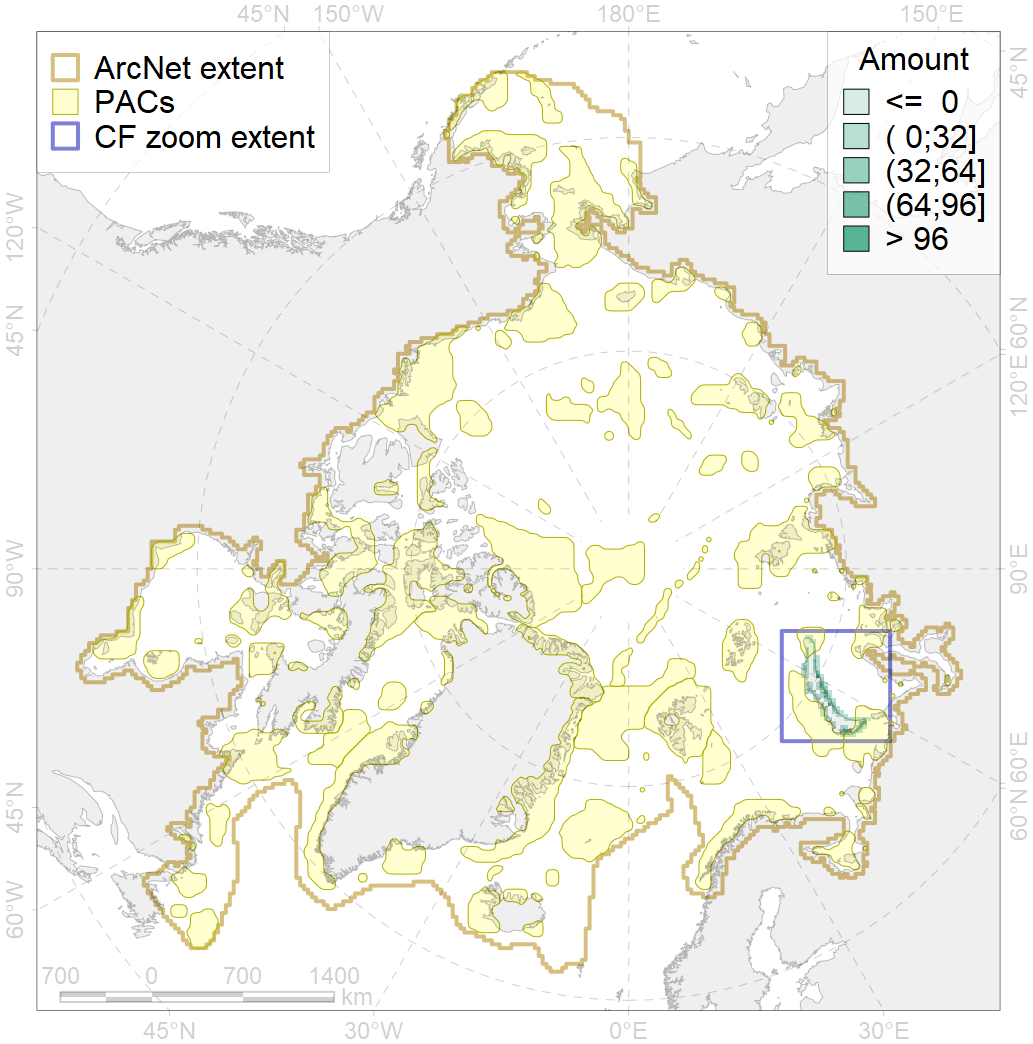 45°N 150°W 180°E 150°E
ArcNet extent
PACs
CF zoom extent
Amount
<= 0
( 0;32]
(32;64]
(64;96]
> 96
45°N
120°W
45°N
90°W
45°N
60°W
60°N
120°E
90°E
60°E
60°N
700 0 700 1400
km
45°N 30°W 0°E 30°E